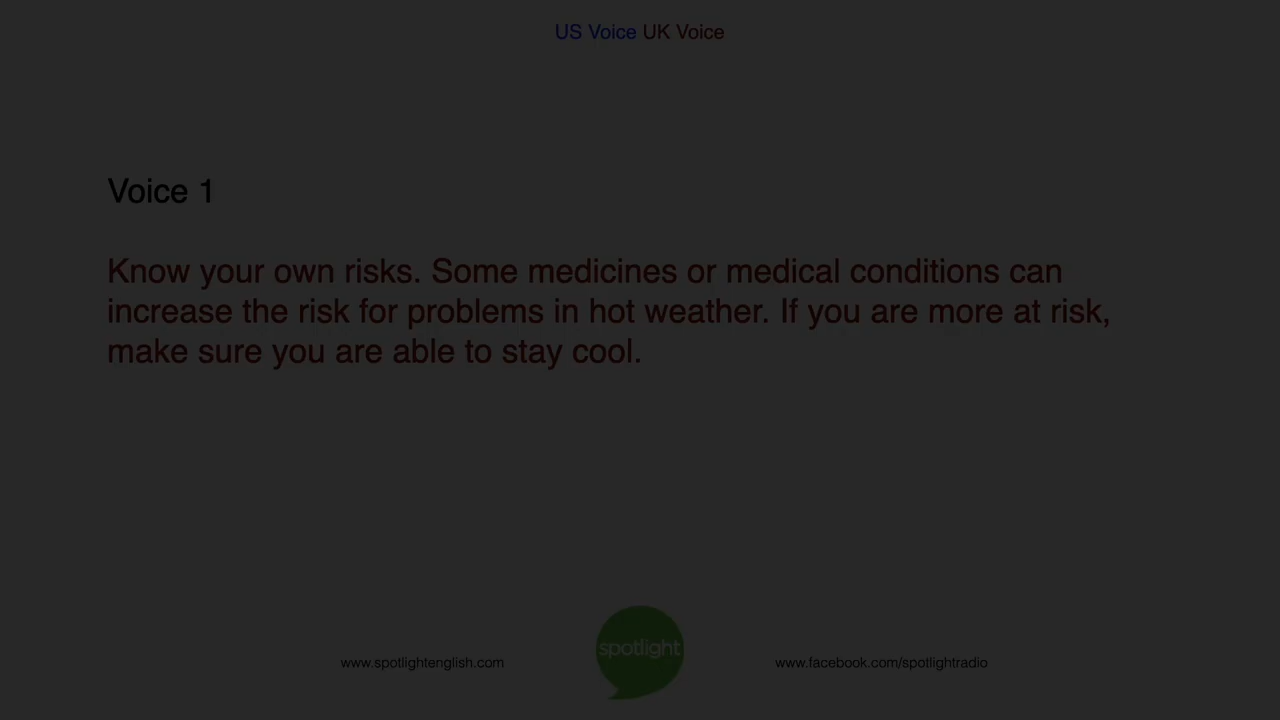 US Voice UK Voice
Voice 1
Know your own risks. Some medicines or medical conditions can
increase the risk for problems in hot weather. If you are more at risk,
make sure you are able to stay cool.
spotlight
www.spotlightenglish.com
www.facebook.com/spotlightradio